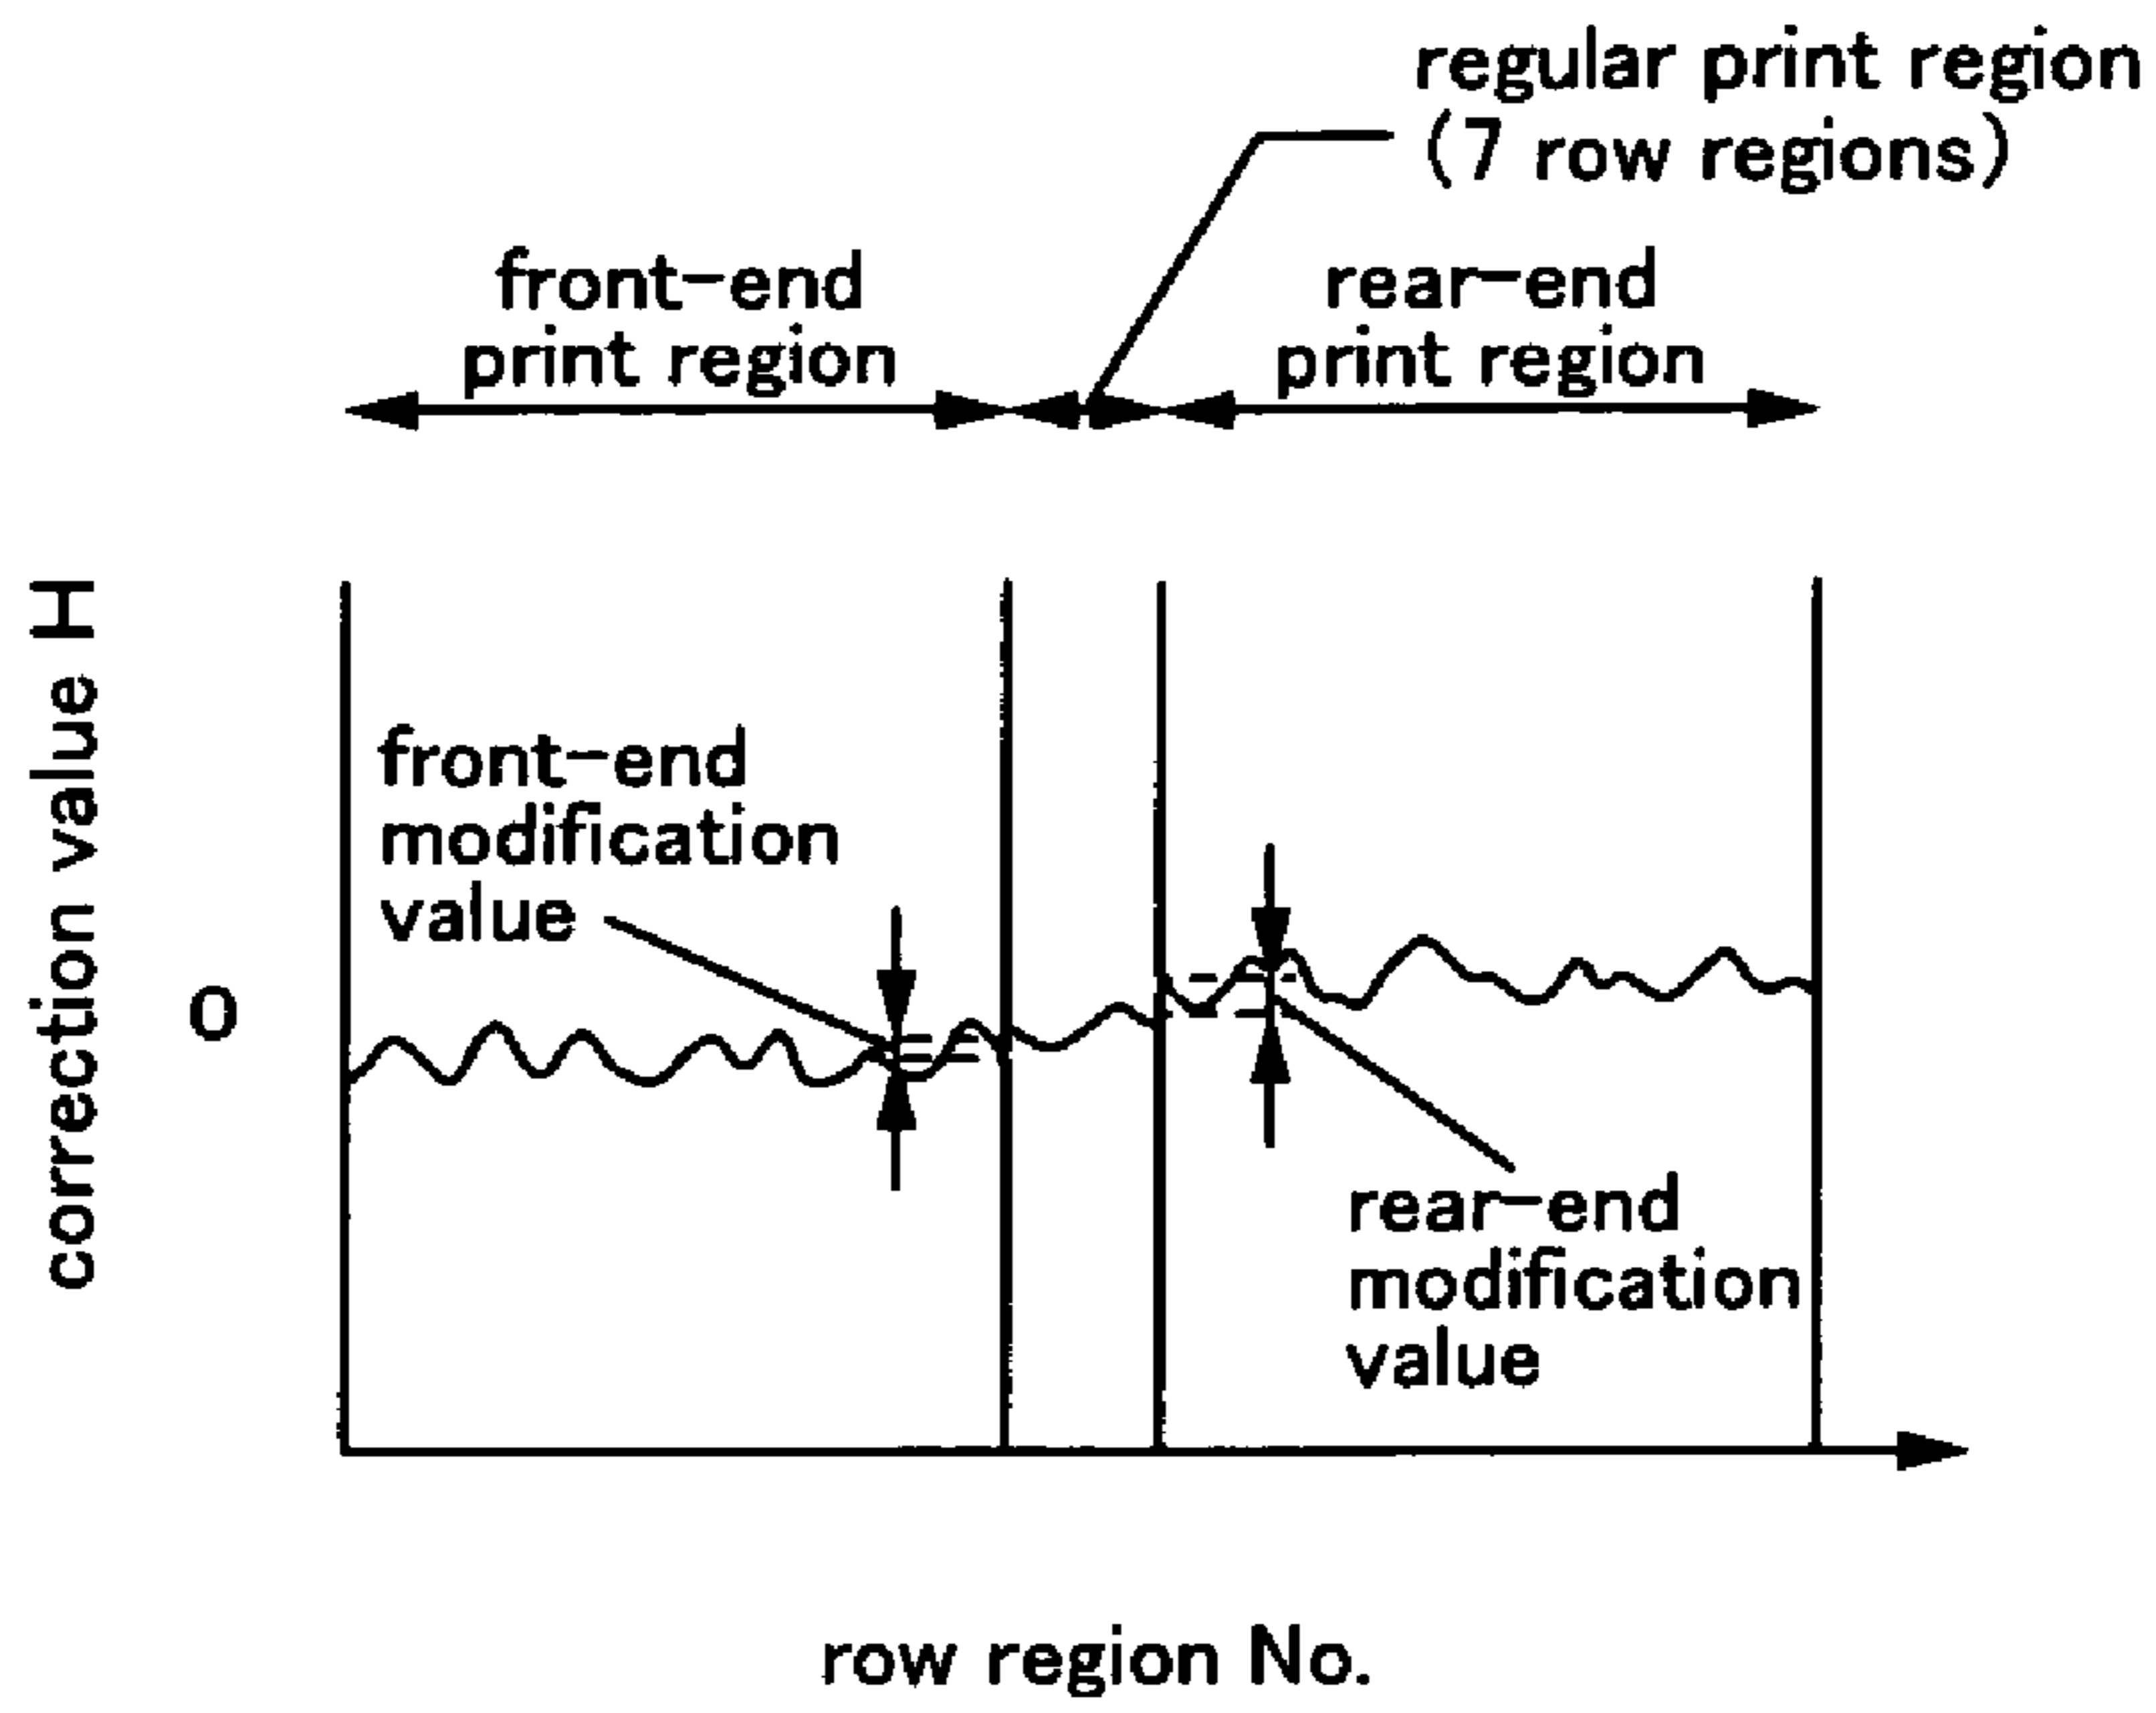 regular print region
(7 row regions)
front-end
print region
rear-end
print region
correction value H
front-end
modification
value
0
rear-end
modification
value
row region No.